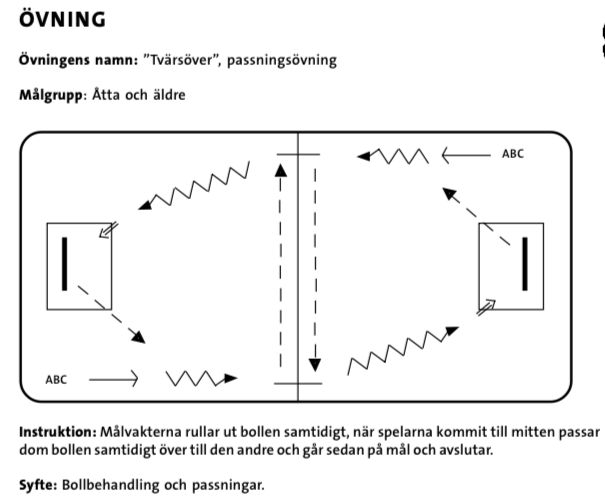 ÖVNING
Övningens namn: ”Tvärsöver”, passningsövning
Målgrupp: Åtta och äldre
ABC
ABC
Instruktion: Målvakterna rullar ut bollen samtidigt, när spelarna kommit till mitten passar
dom bollen samtidigt över till den andre och går sedan på mål och avslutar.
Syfte: Bollbehandling och passningar.